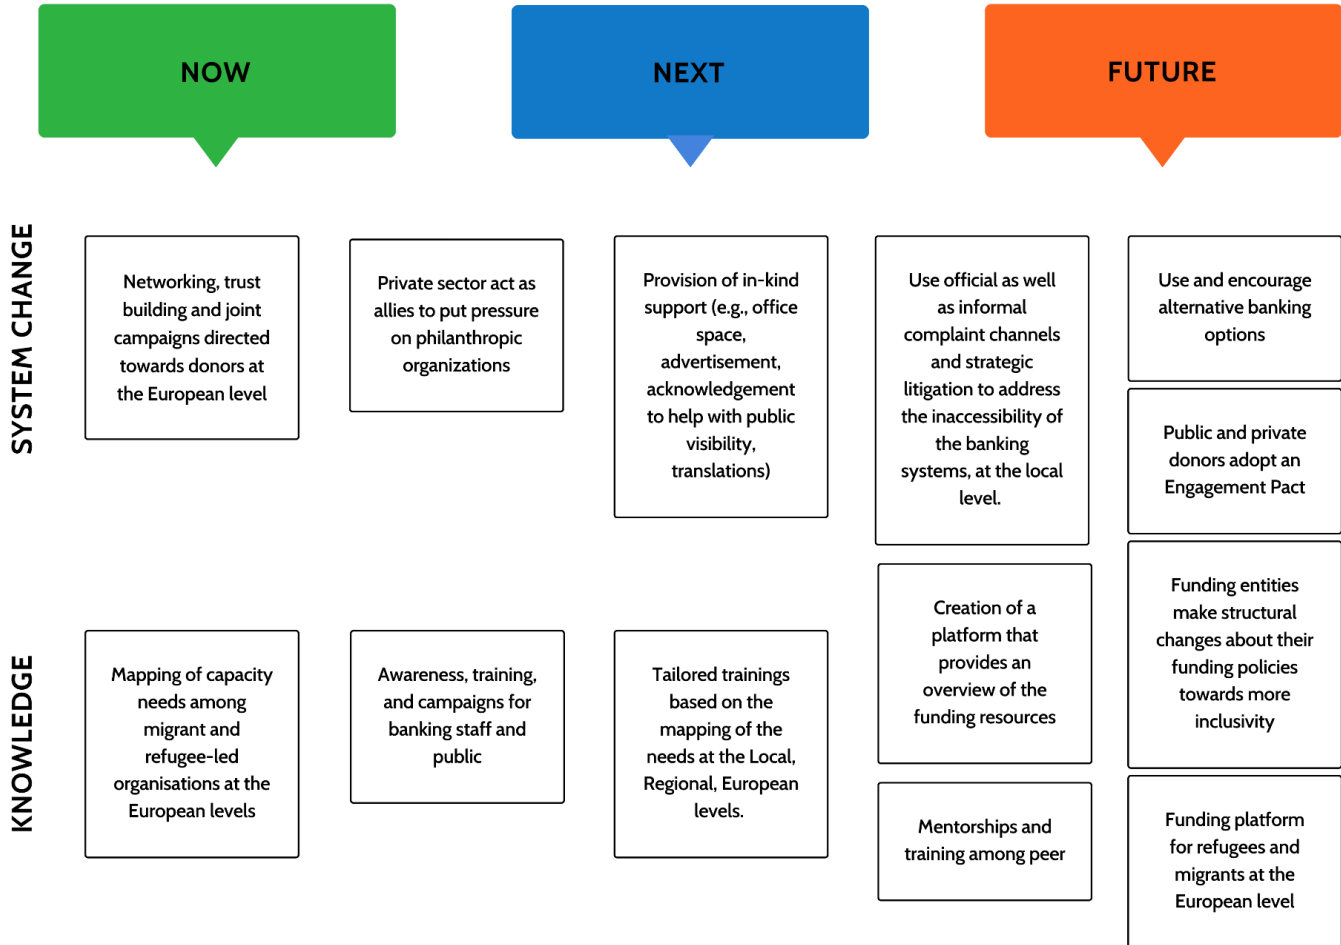 NOW
NEXT
FUTURE
SYSTEM CHANGE
Networking, trust
building and joint
campaigns directed
towards donors at
the European level
Private sector act as
allies to put pressure
on philanthropic
organizations
Provision of in-kind
support (e.g., office
space,
advertisement,
acknowledgement
to help with public
visibility,
translations)
Use official as well
as informal
complaint channels
and strategic
litigation to address
the inaccessibility of
the banking
systems, at the local
level.
Use and encourage
alternative banking
options
Public and private
donors adopt an
Engagement Pact
KNOWLEDGE
Mapping of capacity
needs among
migrant and
refugee-led
organisations at the
European levels
Awareness, training,
and campaigns for
banking staff and
public
Tailored trainings
based on the
mapping of the
needs at the Local,
Regional, European
levels.
Creation of a
platform that
provides an
overview of the
funding resources
Mentorships and
training among peer
Funding entities
make structural
changes about their
funding policies
towards more
inclusivity
Funding platform
for refugees and
migrants at the
European level